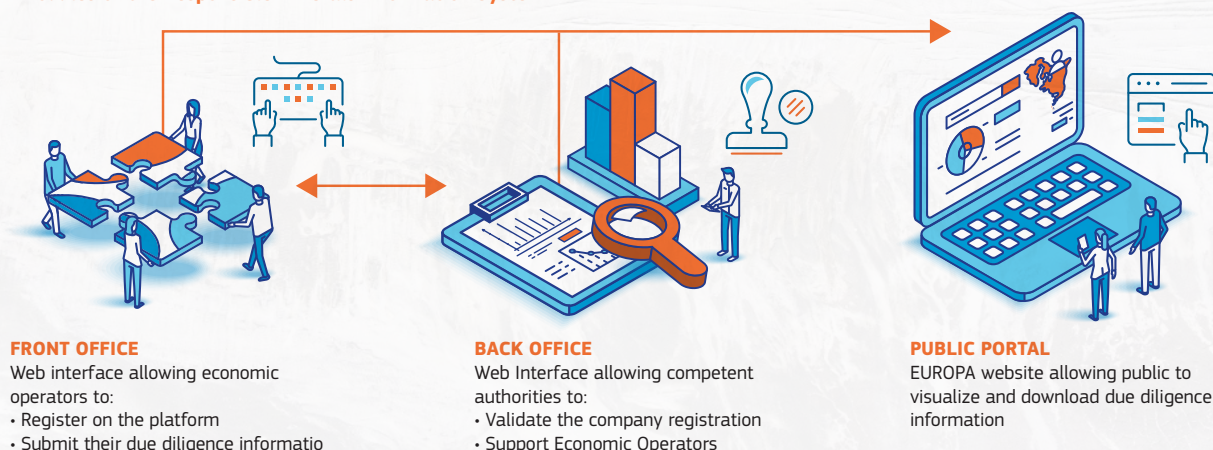 FRONT OFFICE
Web interface allowing economic
operators to:
• Register on the platform
• Submit their due diligence informatio
BACK OFFICE
Web Interface allowing competent
authorities to:
• Validate the company registration
• Support Economic Operators
PUBLIC PORTAL
EUROPA website allowing public to
visualize and download due diligence
information